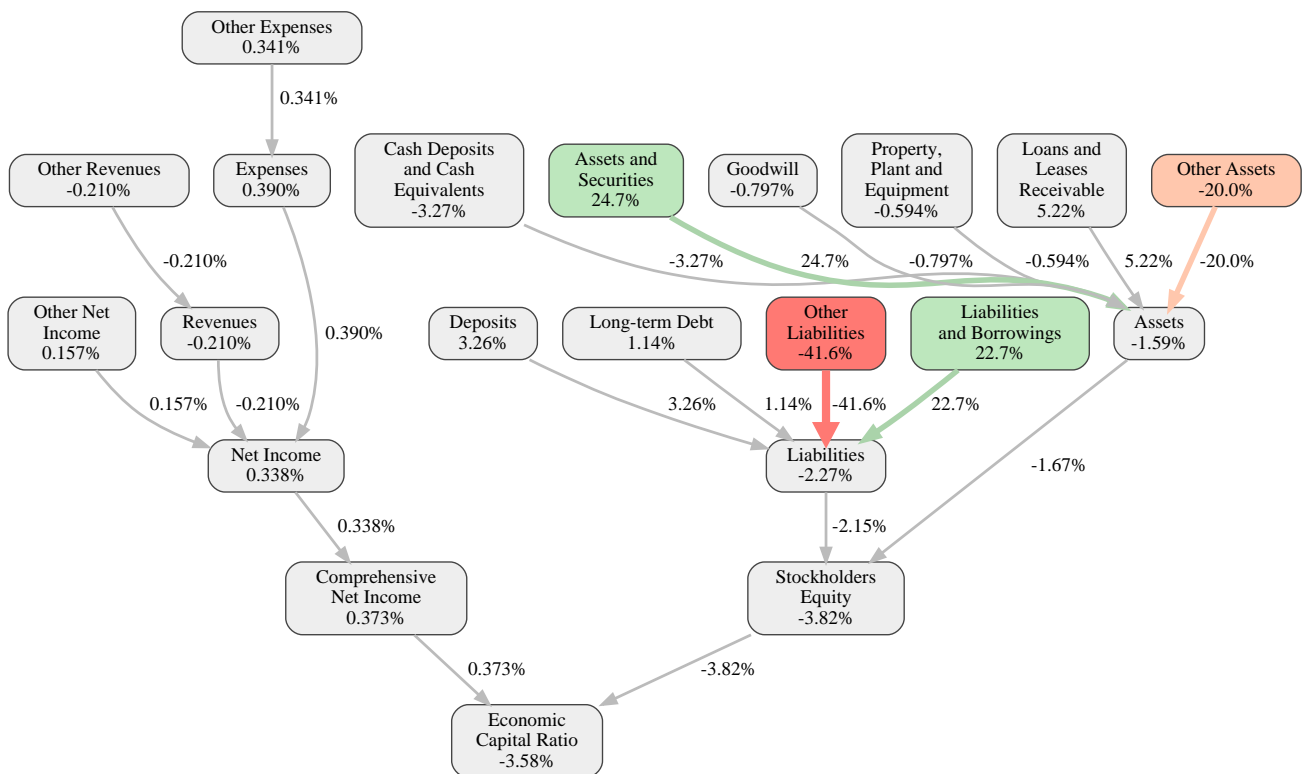 Other Expenses
0.341%
0.341%
Other Revenues
-0.210%
Expenses
0.390%
Cash Deposits
and Cash
Equivalents
-3.27%
Assets and
Securities
24.7%
Goodwill
-0.797%
Property,
Plant and
Equipment
-0.594%
Loans and
Leases
Receivable
5.22%
Other Assets
-20.0%
-0.210%
-3.27%
24.7%
-0.797%
-0.594%
5.22%
-20.0%
Other Net
Income
0.157%
Revenues
-0.210%
0.390%
Deposits
3.26%
Long-term Debt
1.14%
Other
Liabilities
-41.6%
Liabilities
and Borrowings
22.7%
Assets
-1.59%
0.157%
-0.210%
3.26%
1.14%
-41.6%
22.7%
Net Income
0.338%
Liabilities
-2.27%
-1.67%
0.338%
-2.15%
Comprehensive
Net Income
0.373%
Stockholders
Equity
-3.82%
0.373%
-3.82%
Economic
Capital Ratio
-3.58%